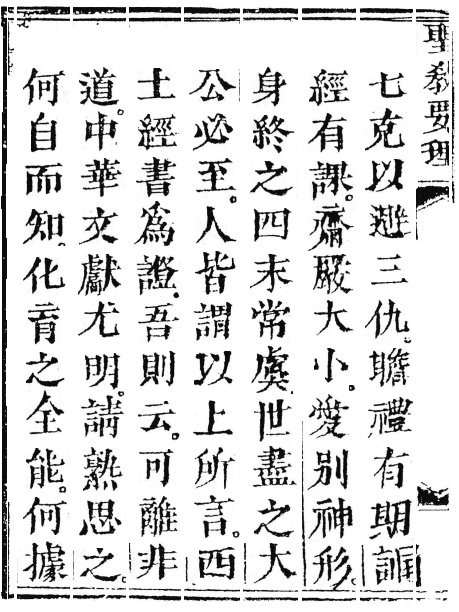 聖教要理
七克以遯三仇。瞻禮有期。誦
經有課。齋嚴大小。愛別神形。
身終之四末常虞。世盡之大
公必至。人皆謂以上所言。西
士經書爲證。吾則云。可離非
道。中華文獻尤明。請熟思之。
何自而知。化育之全能。何據